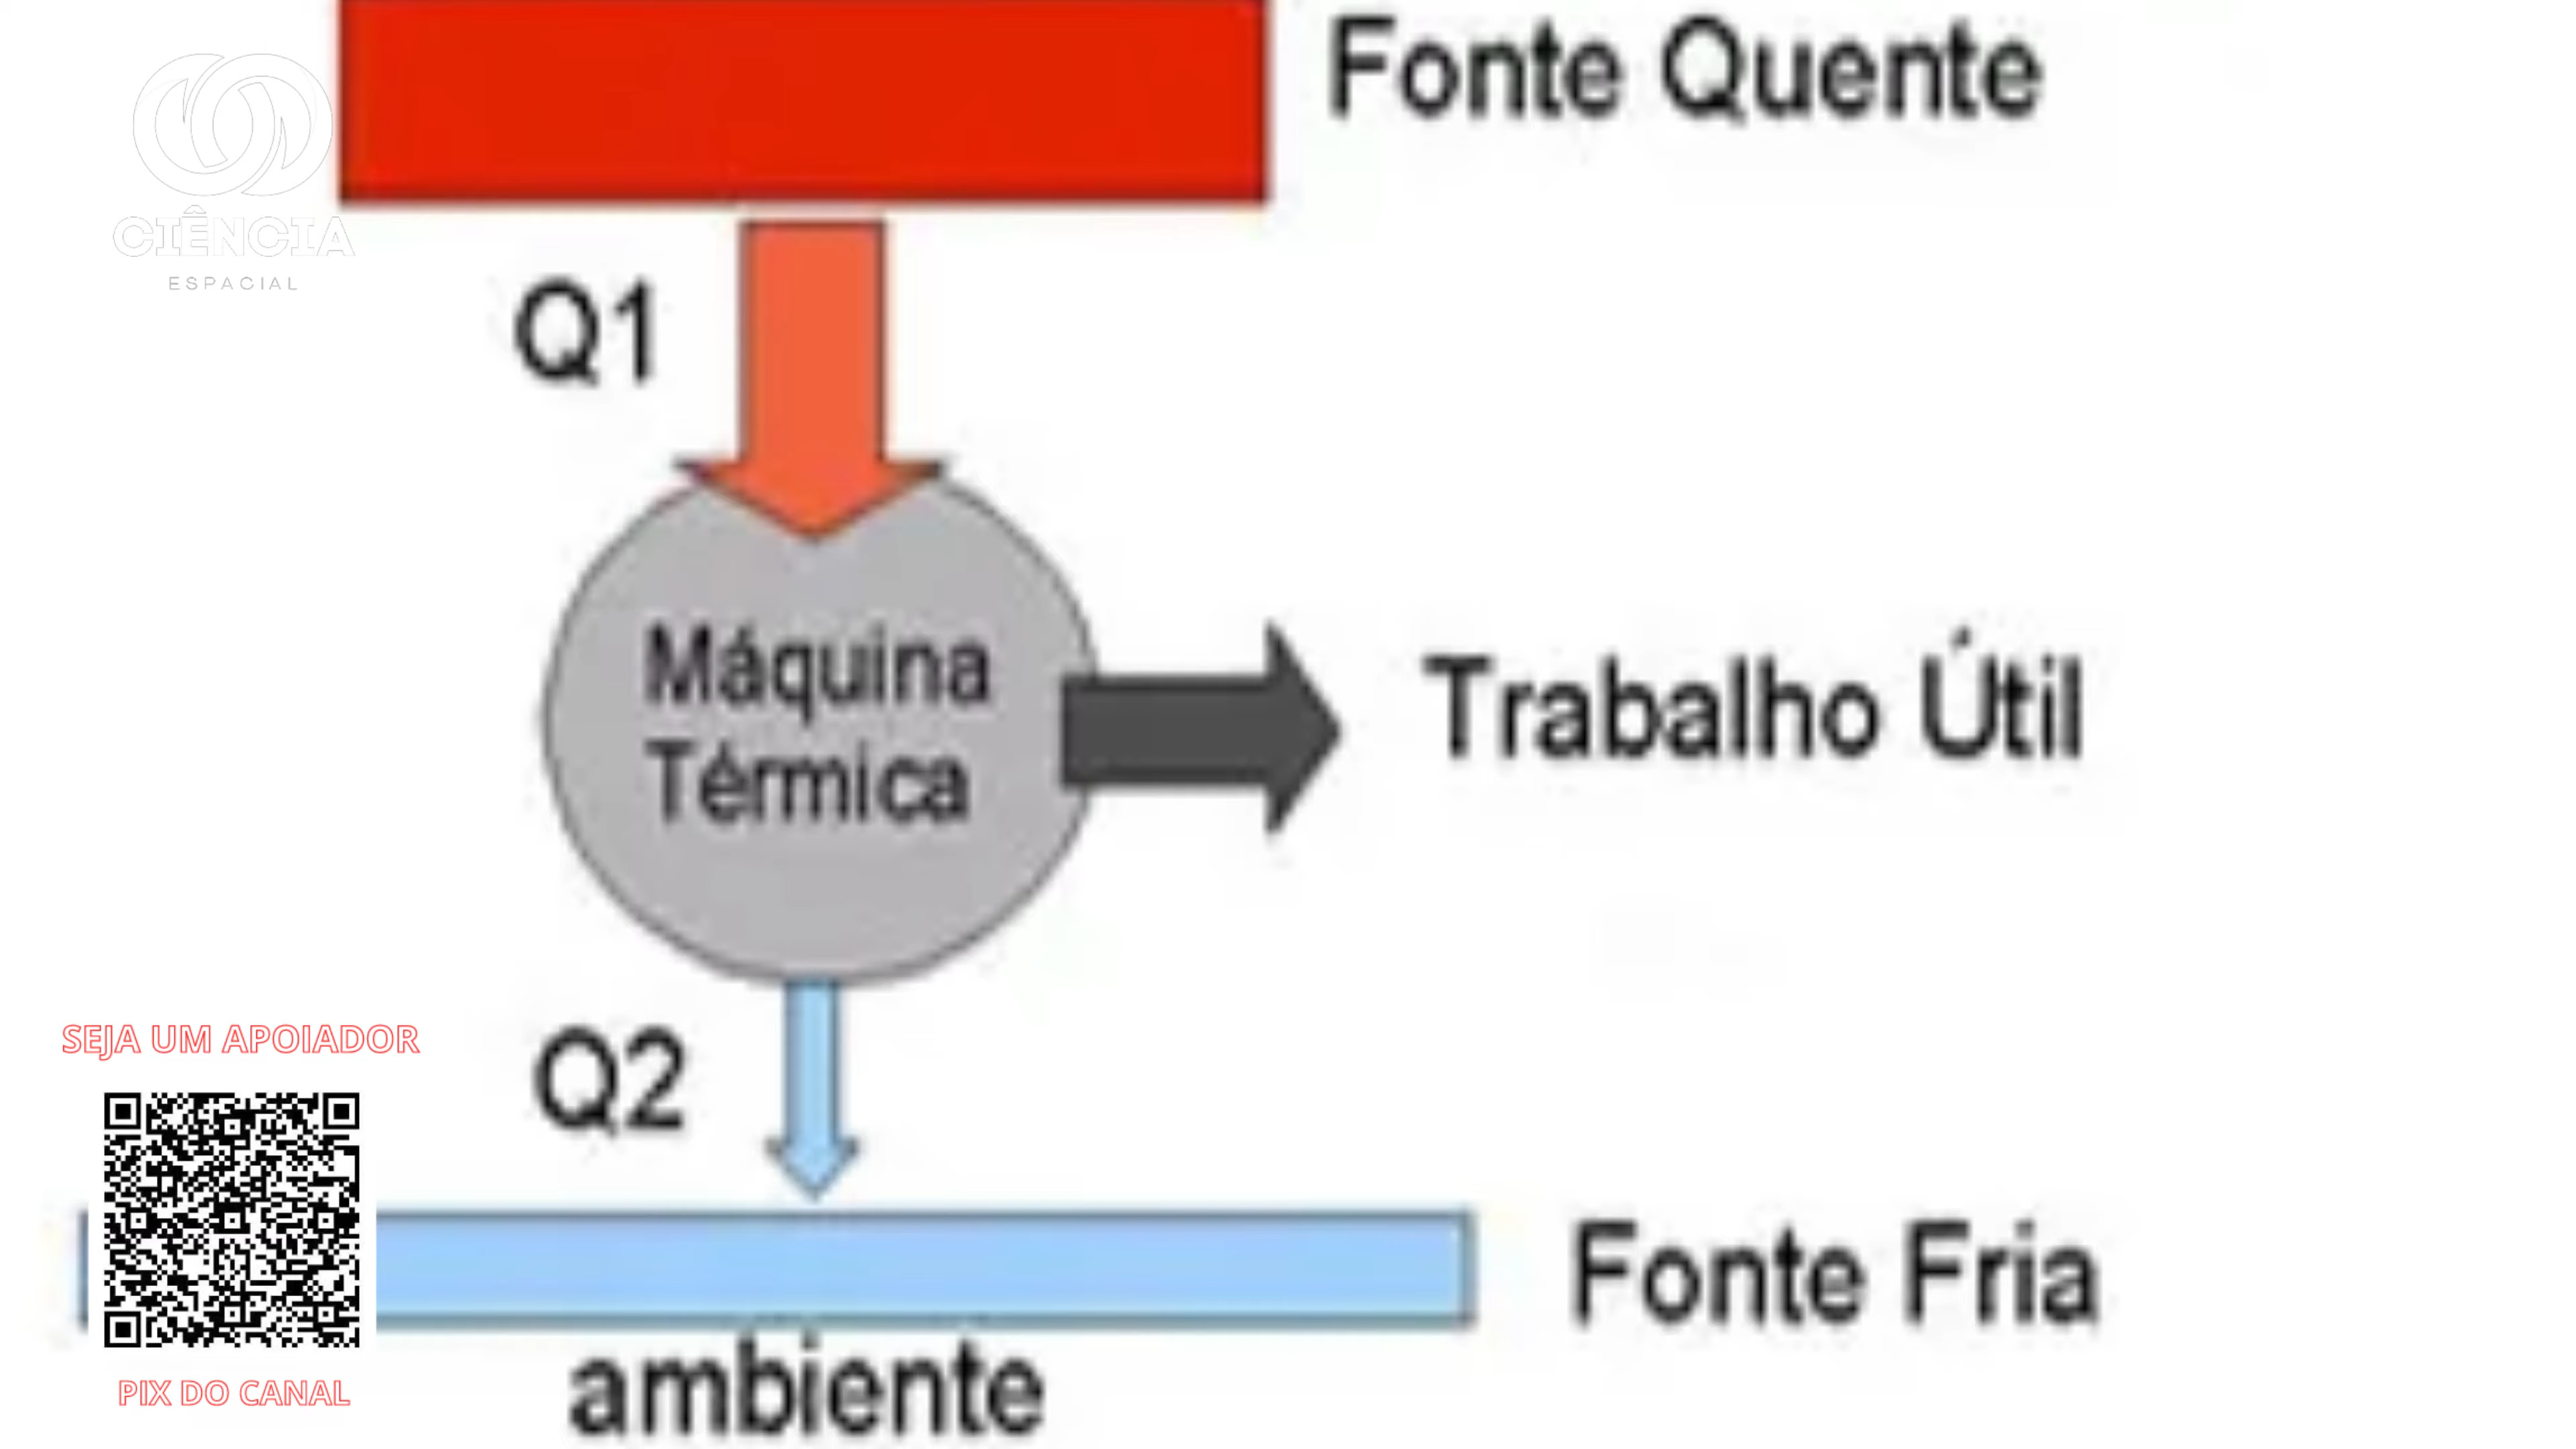 Fonte Quente
CIÊNCIA
ESPACIAL
Q1
Máquina
Térmica
Trabalho Útil
SEJA UM APOIADOR
Q2
Fonte Fria
ambiente
PIX DO CANAL